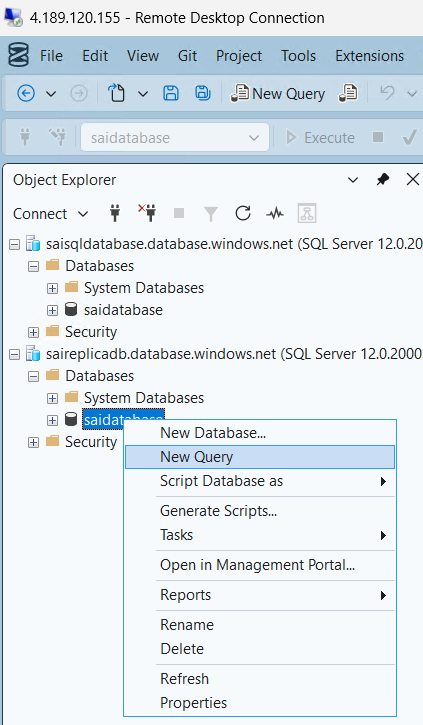 4.189.120.155 - Remote Desktop Connection
File Edit View Git Project Tools Extensions
New Query
saidatabase Execute
Object Explorer
Connect
saisqldatabase.database.windows.net (SQL Server 12.0.20
Databases
System Databases
saidatabase
Security
saireplicadb.database.windows.net (SQL Server 12.0.2000
Databases
System Databases
saidatabase
Security
New Database...
New Query
Script Database as
Generate Scripts...
Tasks
Open in Management Portal...
Reports
Rename
Delete
Refresh
Properties